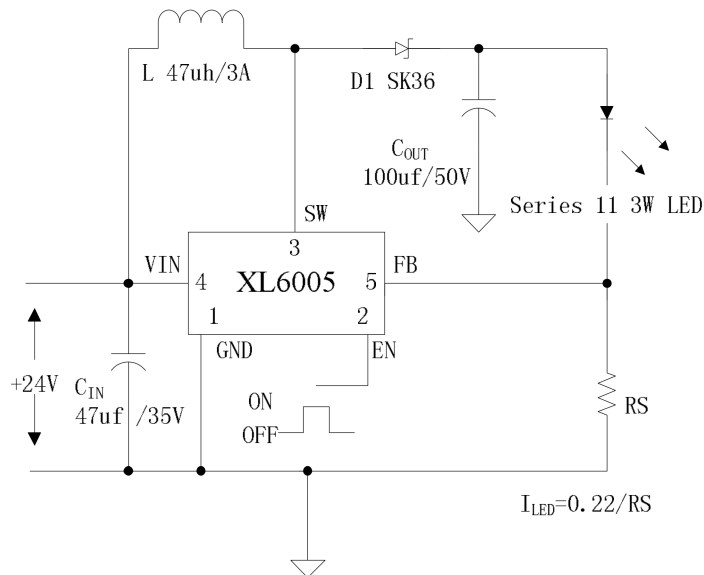 L 47uh/3A
D1 SK36
COUT
100uf/50V
Series 11 3W LED
SW
3
VIN
4
XL6005
5
FB
1
2
GND
EN
+24V
CIN
47uf /35V
ON
OFF
RS
ILED=0.22/RS